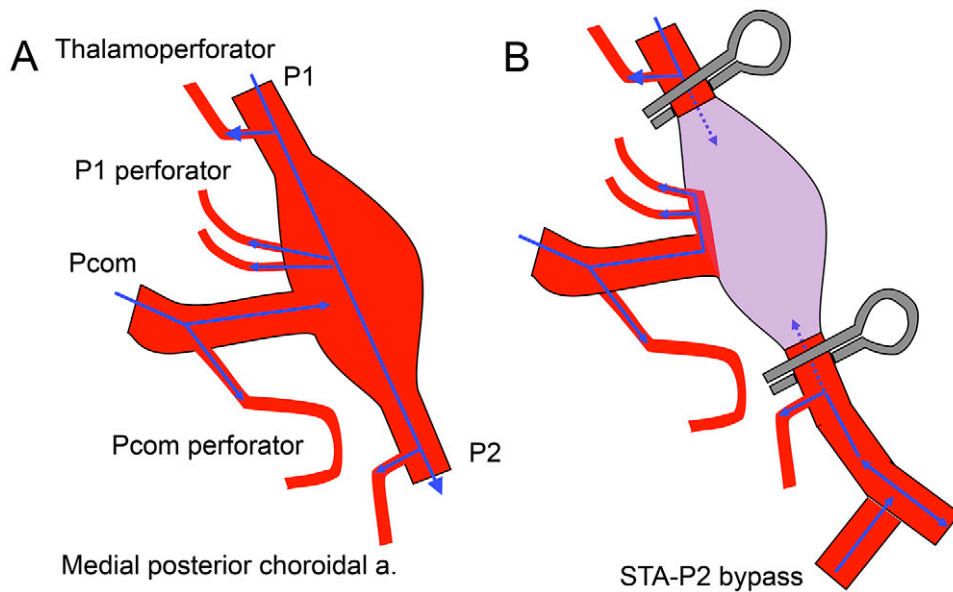 A
Thalamoperforator
P1
P1 perforator
Pcom
Pcom perforator
P2
Medial posterior choroidal a.
B
STA-P2 bypass